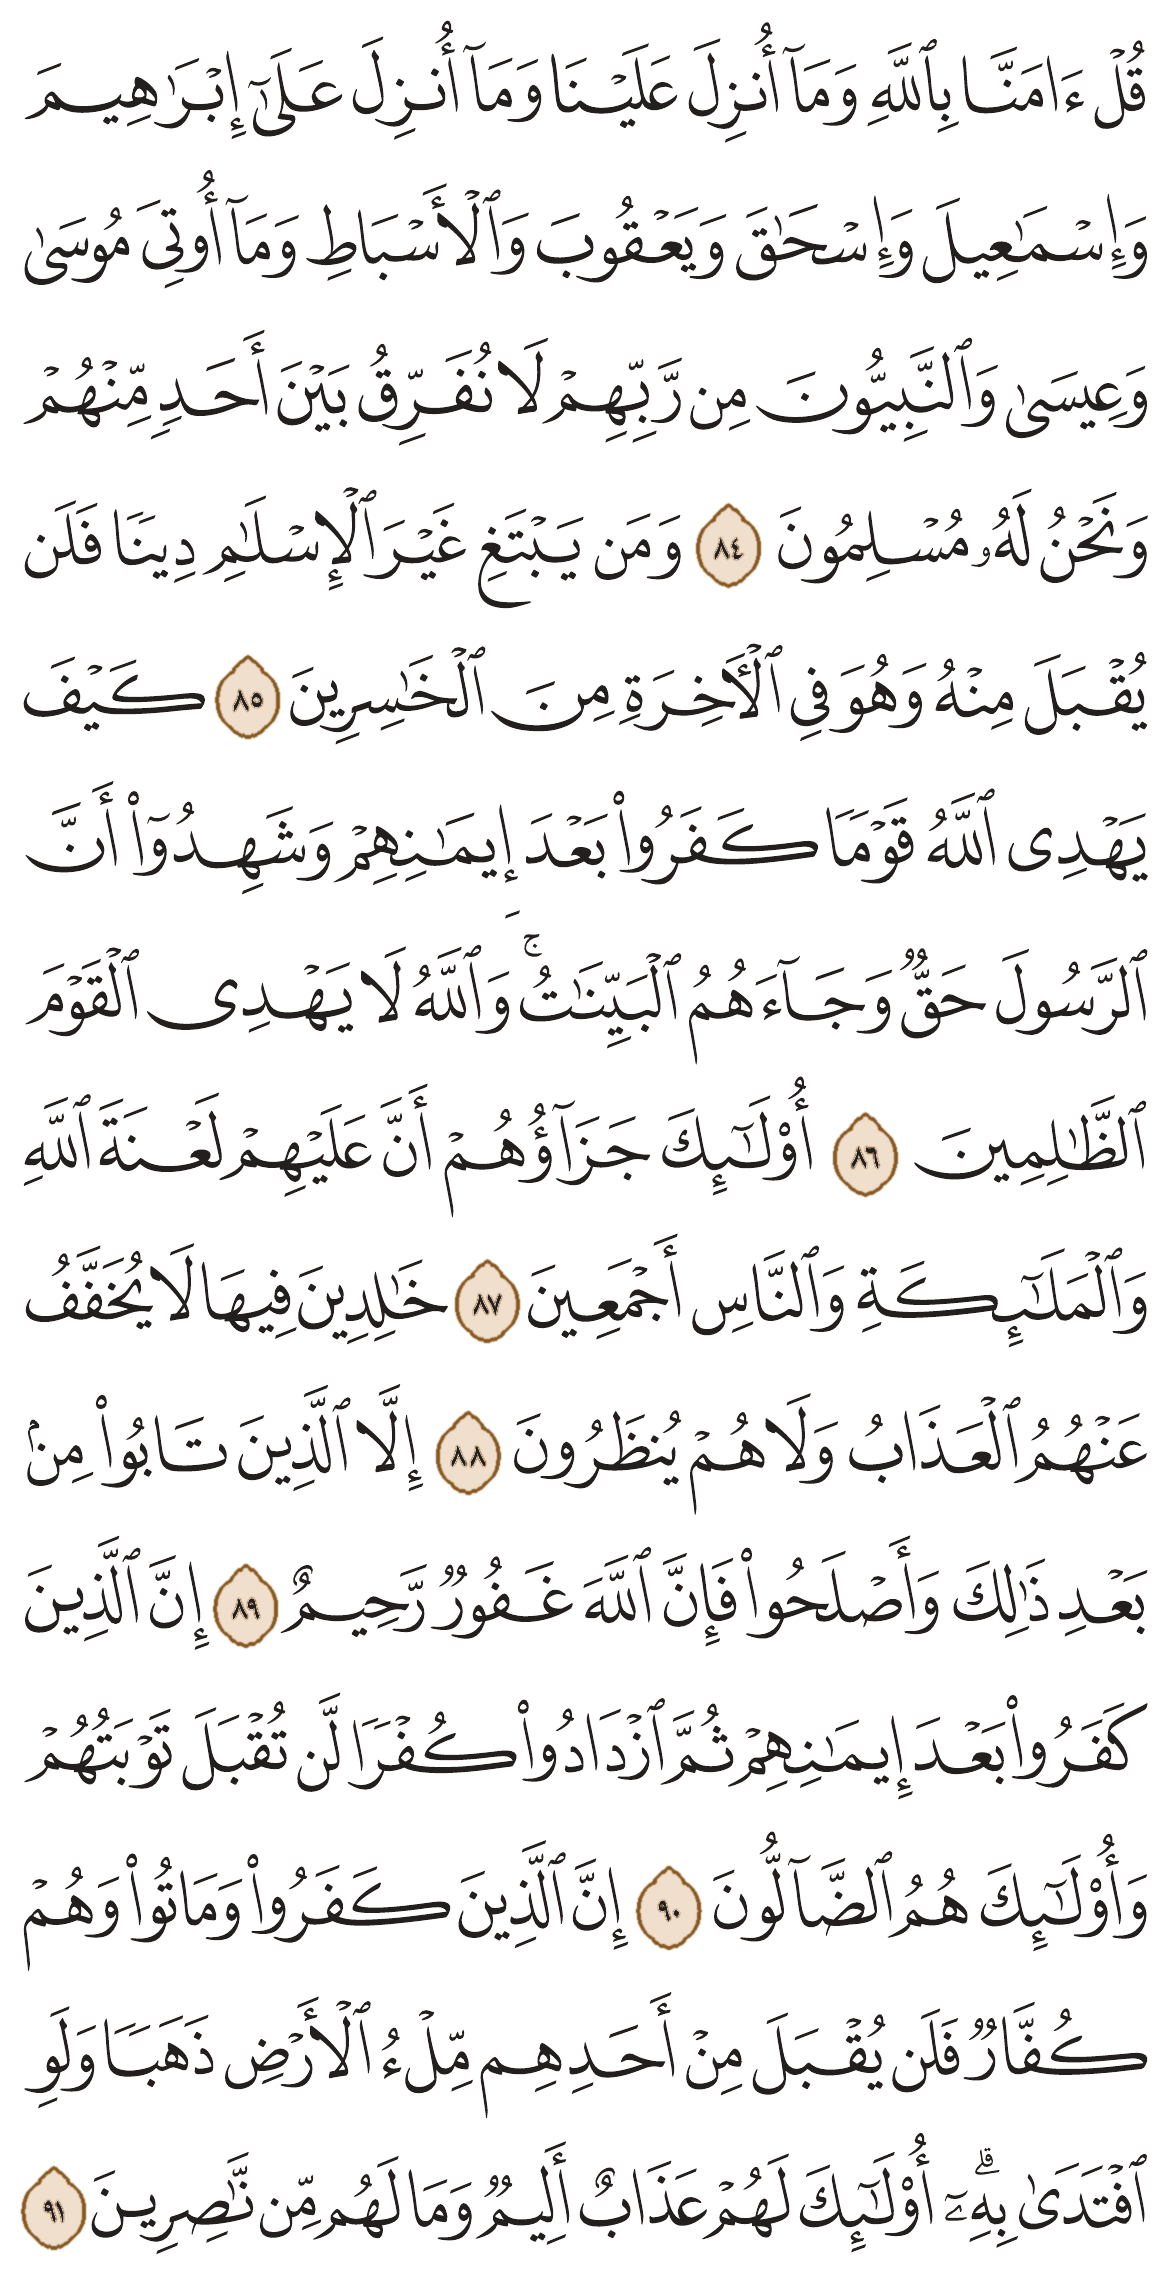 قُلۡ ءَامَنَّا بِٱللَّهِ وَمَآ أُنزِلَ عَلَيۡنَا وَمَآ أُنزِلَ عَلَىٰٓ إِبۡرَٰهِيمَ
وَإِسۡمَٰعِيلَ وَإِسۡحَٰقَ وَيَعۡقُوبَ وَٱلۡأَسۡبَاطِ وَمَآ أُوتِيَ مُوسَىٰ
وَعِيسَىٰ وَٱلنَّبِيُّونَ مِن رَّبِّهِمۡ لَا نُفَرِّقُ بَيۡنَ أَحَدٖ مِّنۡهُمۡ
وَنَحۡنُ لَهُۥ مُسۡلِمُونَ ٨٤ وَمَن يَبۡتَغِ غَيۡرَ ٱلۡإِسۡلَٰمِ دِينٗا فَلَن
يُقۡبَلَ مِنۡهُ وَهُوَ فِي ٱلۡأٓخِرَةِ مِنَ ٱلۡخَٰسِرِينَ ٨٥ كَيۡفَ
يَهۡدِي ٱللَّهُ قَوۡمٗا كَفَرُواْ بَعۡدَ إِيمَٰنِهِمۡ وَشَهِدُوٓاْ أَنَّ
ٱلرَّسُولَ حَقّٞ وَجَآءَهُمُ ٱلۡبَيِّنَٰتُۚ وَٱللَّهُ لَا يَهۡدِي ٱلۡقَوۡمَ
ٱلظَّٰلِمِينَ ٨٦ أُوْلَٰٓئِكَ جَزَآؤُهُمۡ أَنَّ عَلَيۡهِمۡ لَعۡنَةَ ٱللَّهِ
وَٱلۡمَلَٰٓئِكَةِ وَٱلنَّاسِ أَجۡمَعِينَ ٨٧ خَٰلِدِينَ فِيهَا لَا يُخَفَّفُ
عَنۡهُمُ ٱلۡعَذَابُ وَلَا هُمۡ يُنظَرُونَ ٨٨ إِلَّا ٱلَّذِينَ تَابُواْ مِنۢ
بَعۡدِ ذَٰلِكَ وَأَصۡلَحُواْ فَإِنَّ ٱللَّهَ غَفُورٞ رَّحِيمٌ ٨٩ إِنَّ ٱلَّذِينَ
كَفَرُواْ بَعۡدَ إِيمَٰنِهِمۡ ثُمَّ ٱزۡدَادُواْ كُفۡرٗا لَّن تُقۡبَلَ تَوۡبَتُهُمۡ
وَأُوْلَٰٓئِكَ هُمُ ٱلضَّآلُّونَ ٩٠ إِنَّ ٱلَّذِينَ كَفَرُواْ وَمَاتُواْ وَهُمۡ
كُفَّارٞ فَلَن يُقۡبَلَ مِنۡ أَحَدِهِم مِّلۡءُ ٱلۡأَرۡضِ ذَهَبٗا وَلَوِ
ٱفۡتَدَىٰ بِهِۦٓۗ أُوْلَٰٓئِكَ لَهُمۡ عَذَابٌ أَلِيمٞ وَمَا لَهُم مِّن نَّٰصِرِينَ ٩١